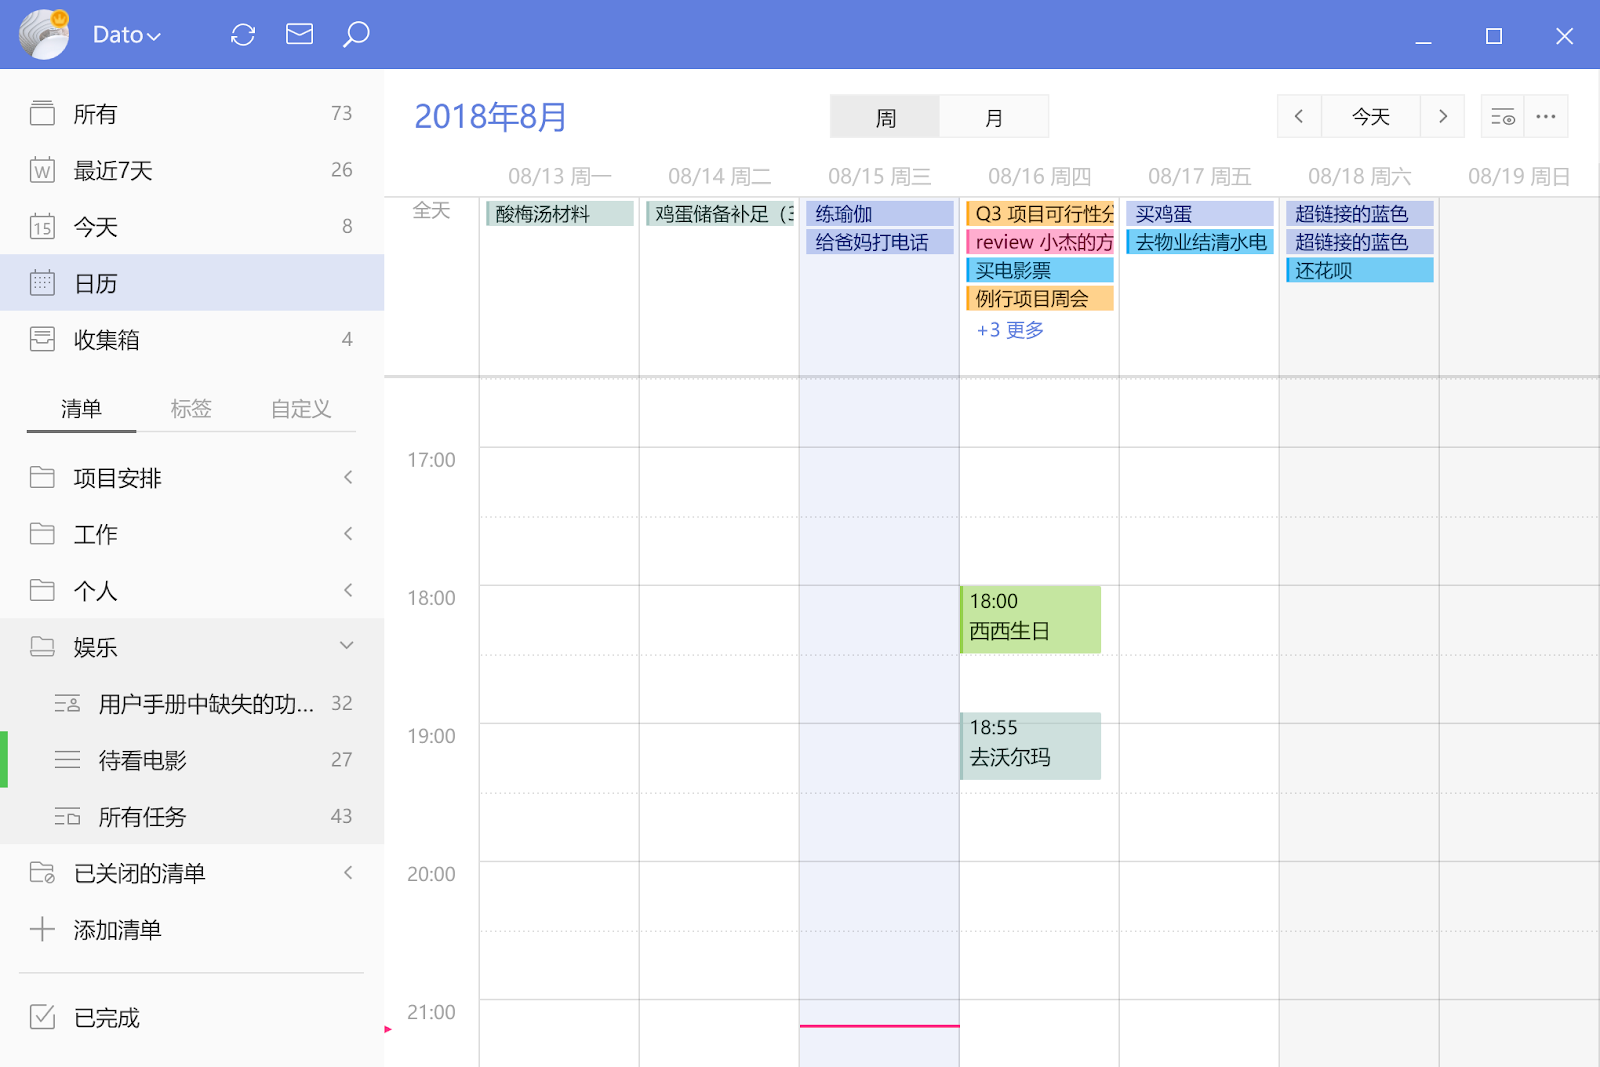 Dato
所有 73
W 最近7天 26
15 今天 8
日历
收集箱 4
清单 标签 自定义
项目安排
工作
个人
娱乐
用户手册中缺失的功... 32
待看电影 27
所有任务 43
已关闭的清单
添加清单
已完成
2018年8月
周 月
今天
08/13 周一 08/14 周二 08/15 周三 08/16 周四 08/17 周五 08/18 周六 08/19 周日
全天
酸梅汤材料 鸡蛋储备补足（3 练瑜伽 Q3 项目可行性分 买鸡蛋 超链接的蓝色
给爸妈打电话 review 小杰的方 去物业结清水电 超链接的蓝色
买电影票 还花呗
例行项目周会
+3 更多
17:00
18:00
18:00
西西生日
19:00
18:55
去沃尔玛
20:00
21:00